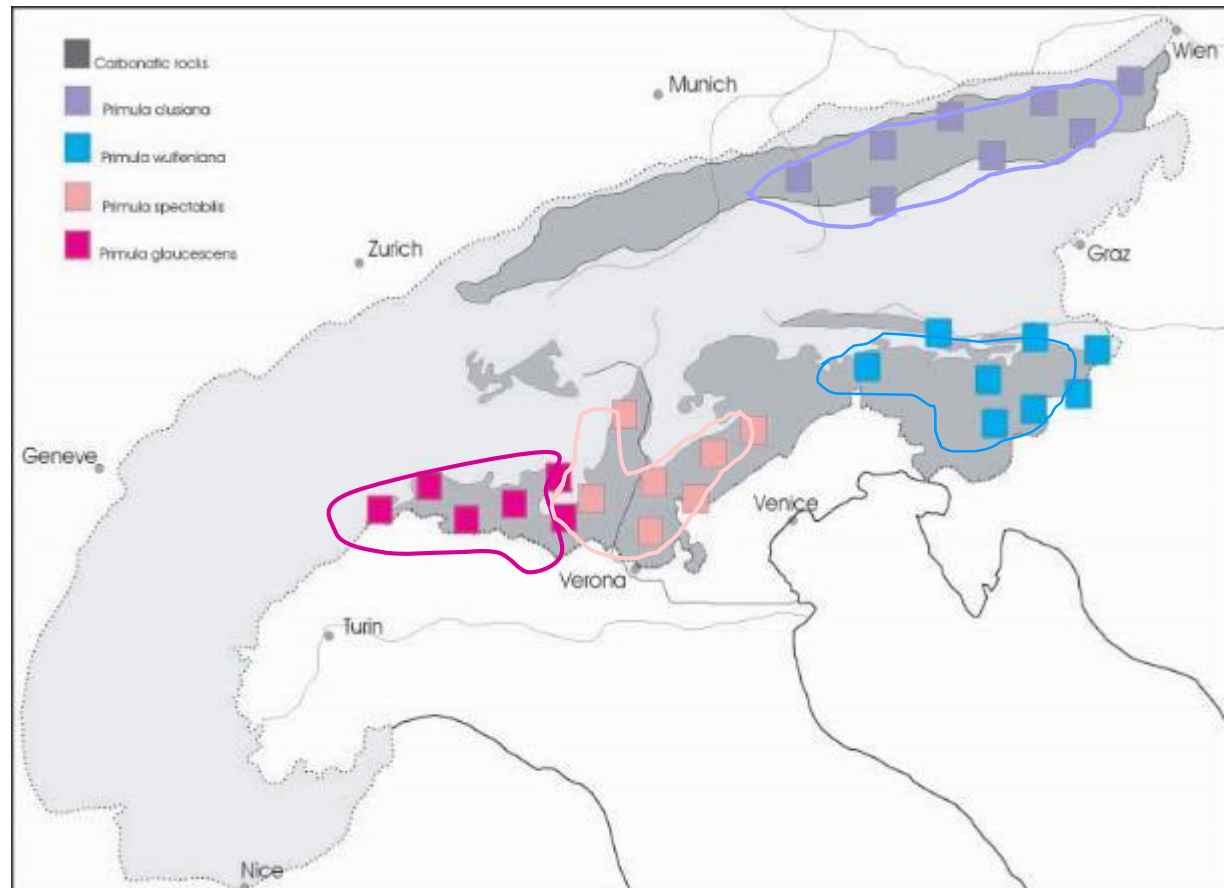 Carbonatic rocks
Primula clusiana
Primula wulfeniana
Primula spectabilis
Primula glaucescens
Wien
Munich
Zurich
Graz
Geneve
Venice
Verona
Turin
Nice